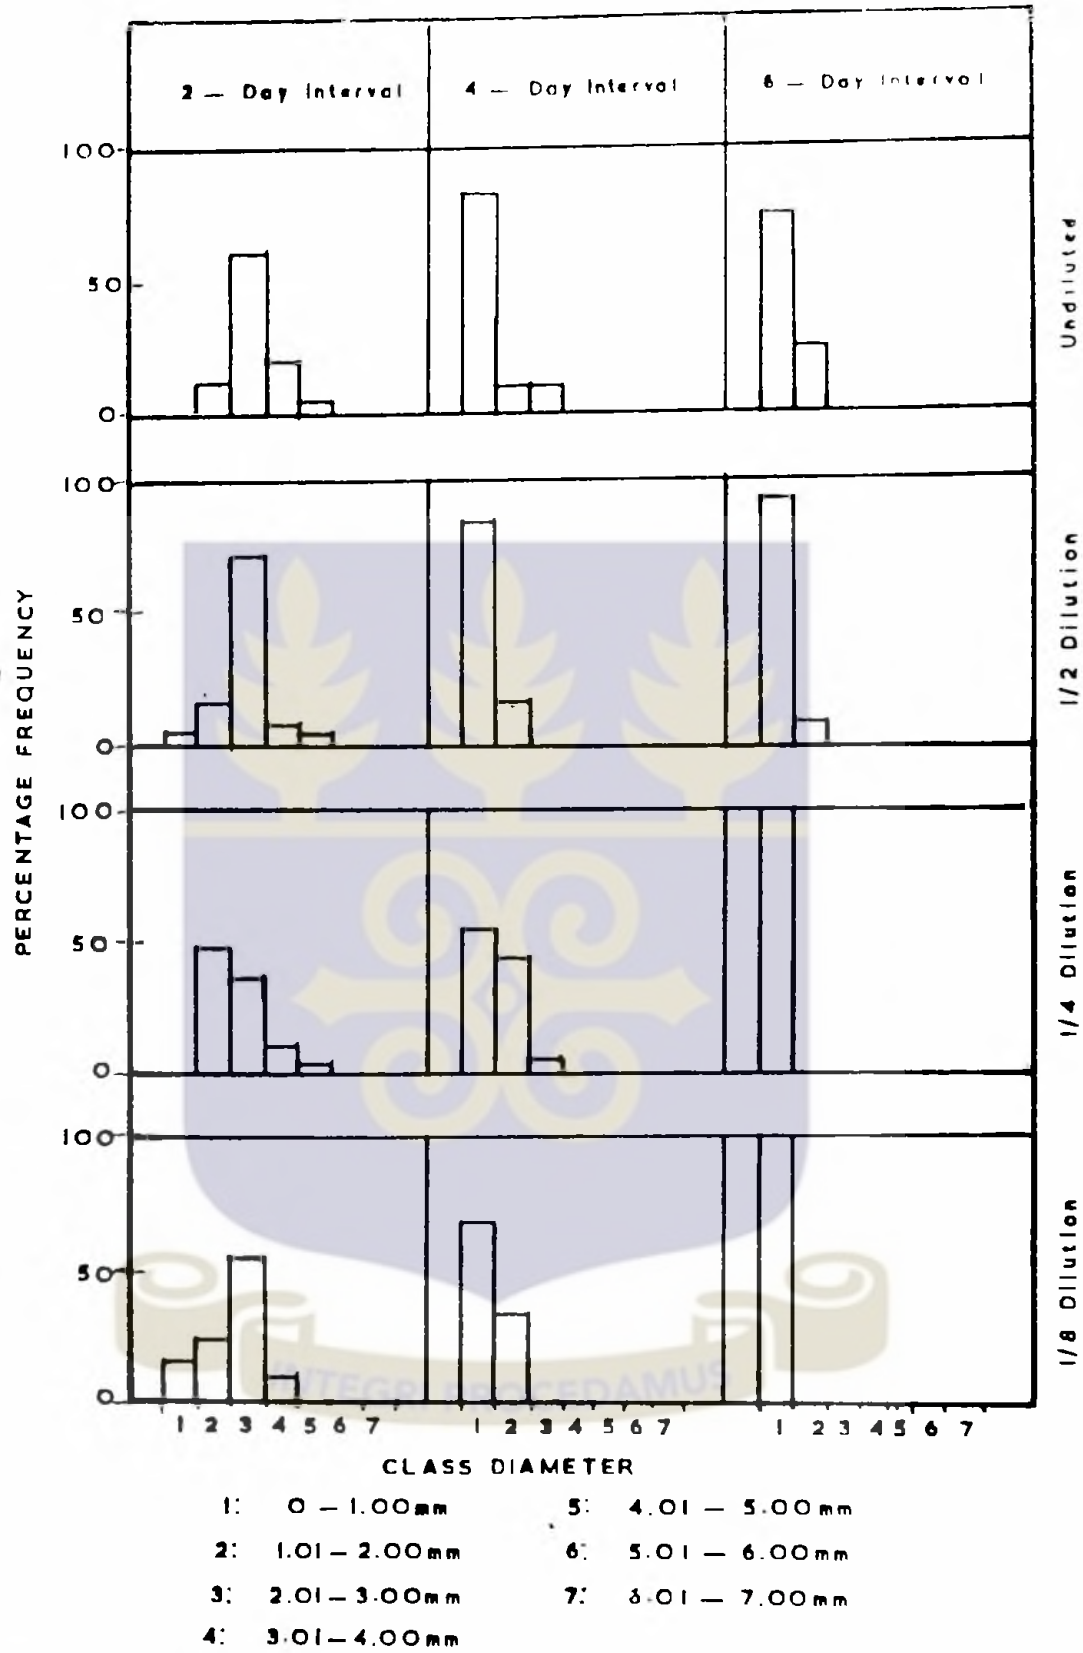 2 — Day Interval 4 — Day Interval 6 — Day Interval
100
50
0
Undiluted
100
50
0
1/2 Dilution
PERCENTAGE FREQUENCY
100
50
0
1/4 Dilution
100
50
0
1/8 Dilution
INTEGRI PROCEDAMUS
1 2 3 4 5 6 7 1 2 3 4 5 6 7 1 2 3 4 5 6 7
CLASS DIAMETER
1: 0 — 1.00mm 5: 4.01 — 5.00mm
2: 1.01 — 2.00mm 6: 5.01 — 6.00mm
3: 2.01 — 3.00mm 7: 6.01 — 7.00mm
4: 3.01 — 4.00mm